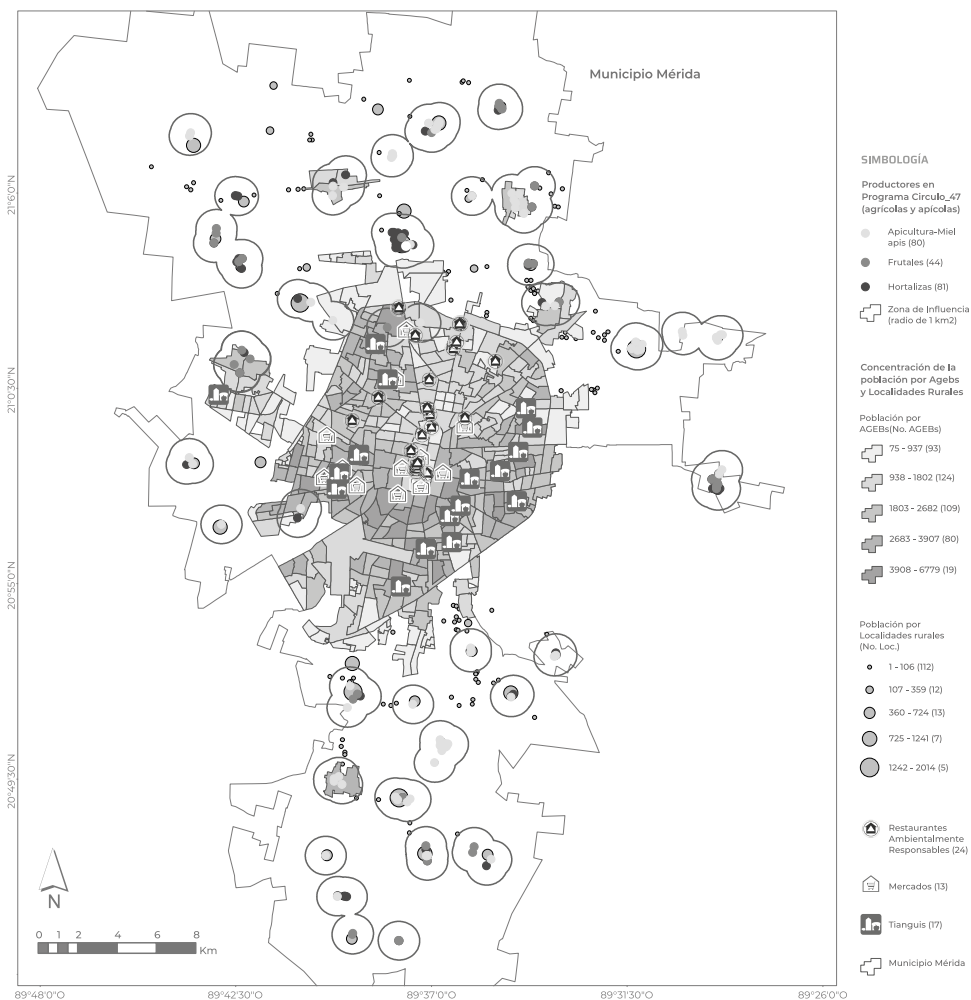 Municipio Mérida
21°6'0"N
21°0'30"N
20°55'0"N
20°49'30"N
N
0 1 2 4 6 8
Km
89°48'0"O 89°42'30"O 89°37'0"O 89°31'30"O 89°26'0"O
SIMBOLOGÍA
Productores en
Programa Circulo_47
(agrícolas y apícolas)
Apicultura-Miel
apis (80)
Frutales (44)
Hortalizas (81)
Zona de Influencia
(radio de 1 km2)
Concentración de la
población por Agebs
y Localidades Rurales
Población por
AGEBs(No. AGEBs)
75 - 937 (93)
938 - 1802 (124)
1803 - 2682 (109)
2683 - 3907 (80)
3908 - 6779 (19)
Población por
Localidades rurales
(No. Loc.)
1 - 106 (112)
107 - 359 (12)
360 - 724 (13)
725 - 1241 (7)
1242 - 2014 (5)
Restaurantes
Ambientalmente
Responsables (24)
Mercados (13)
Tianguis (17)
Municipio Mérida